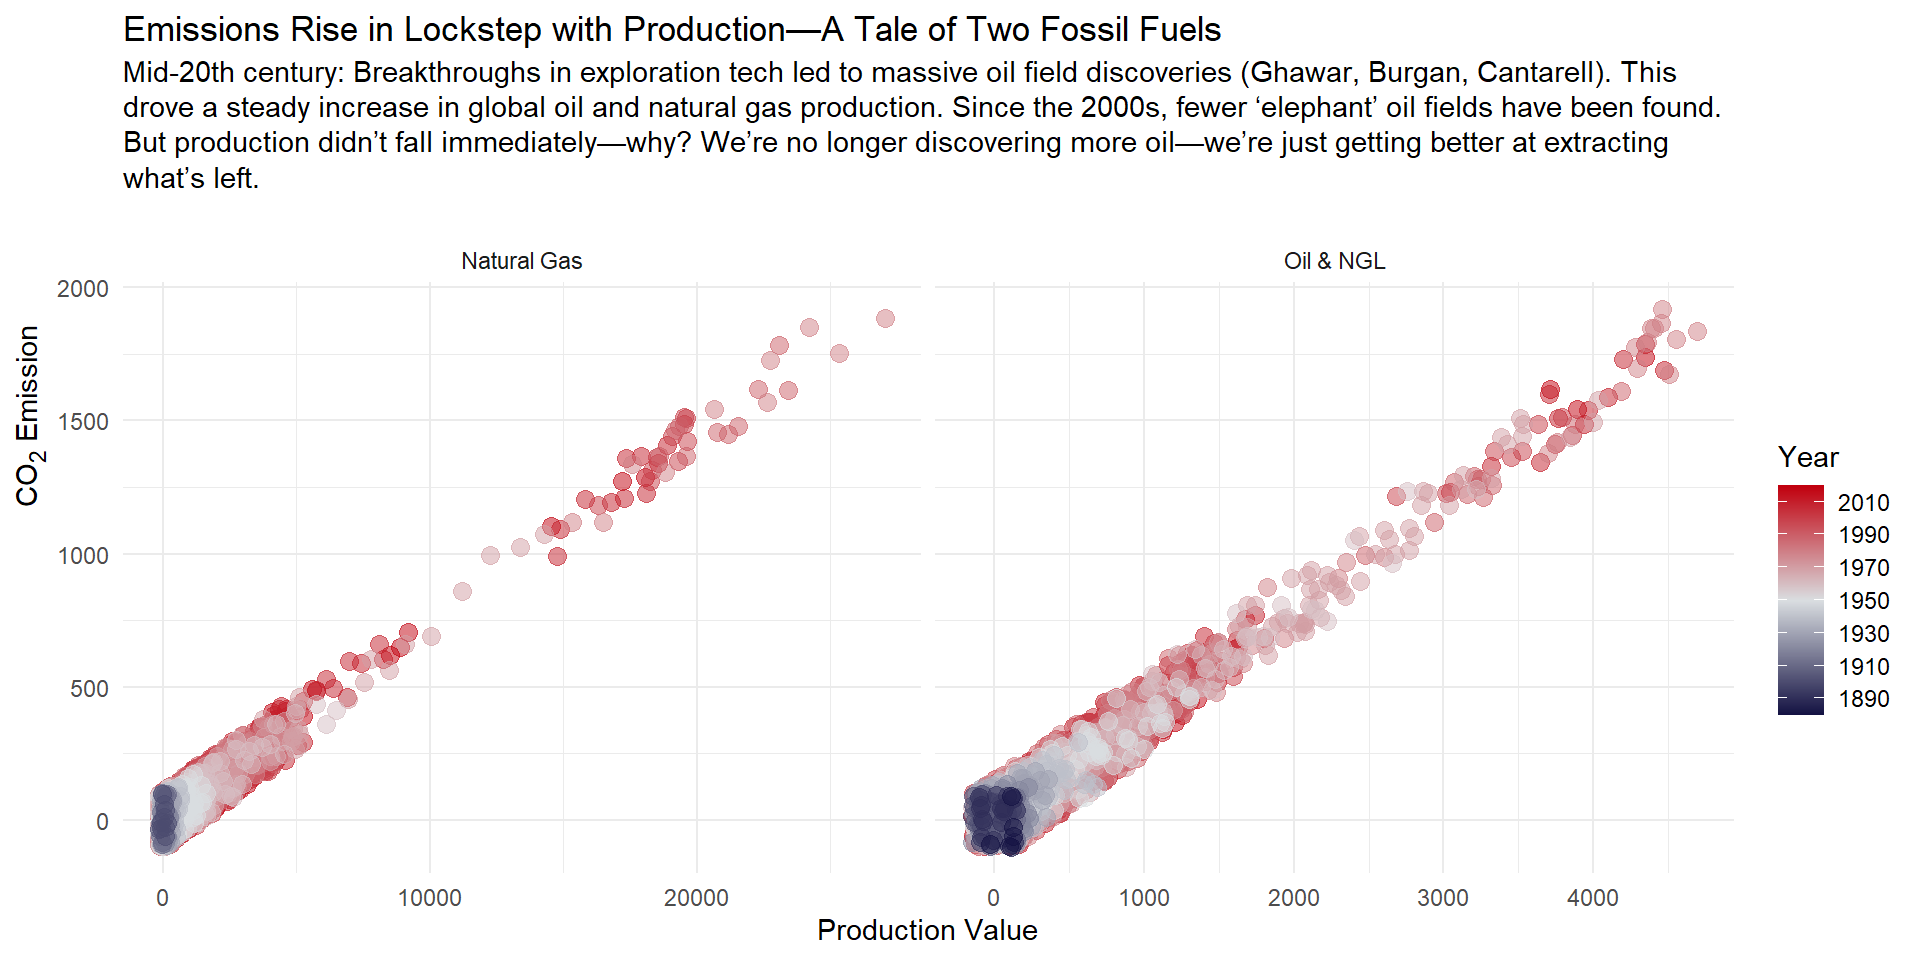 Emissions Rise in Lockstep with Production—A Tale of Two Fossil Fuels
Mid-20th century: Breakthroughs in exploration tech led to massive oil field discoveries (Ghawar, Burgan, Cantarell). This
drove a steady increase in global oil and natural gas production. Since the 2000s, fewer ‘elephant’ oil fields have been found.
But production didn’t fall immediately—why? We’re no longer discovering more oil—we’re just getting better at extracting
what’s left.
Natural Gas
Oil & NGL
2000
1500
1000
500
0
CO2 Emission
0
10000
20000
0
1000
2000
3000
4000
Production Value
Year
2010
1990
1970
1950
1930
1910
1890